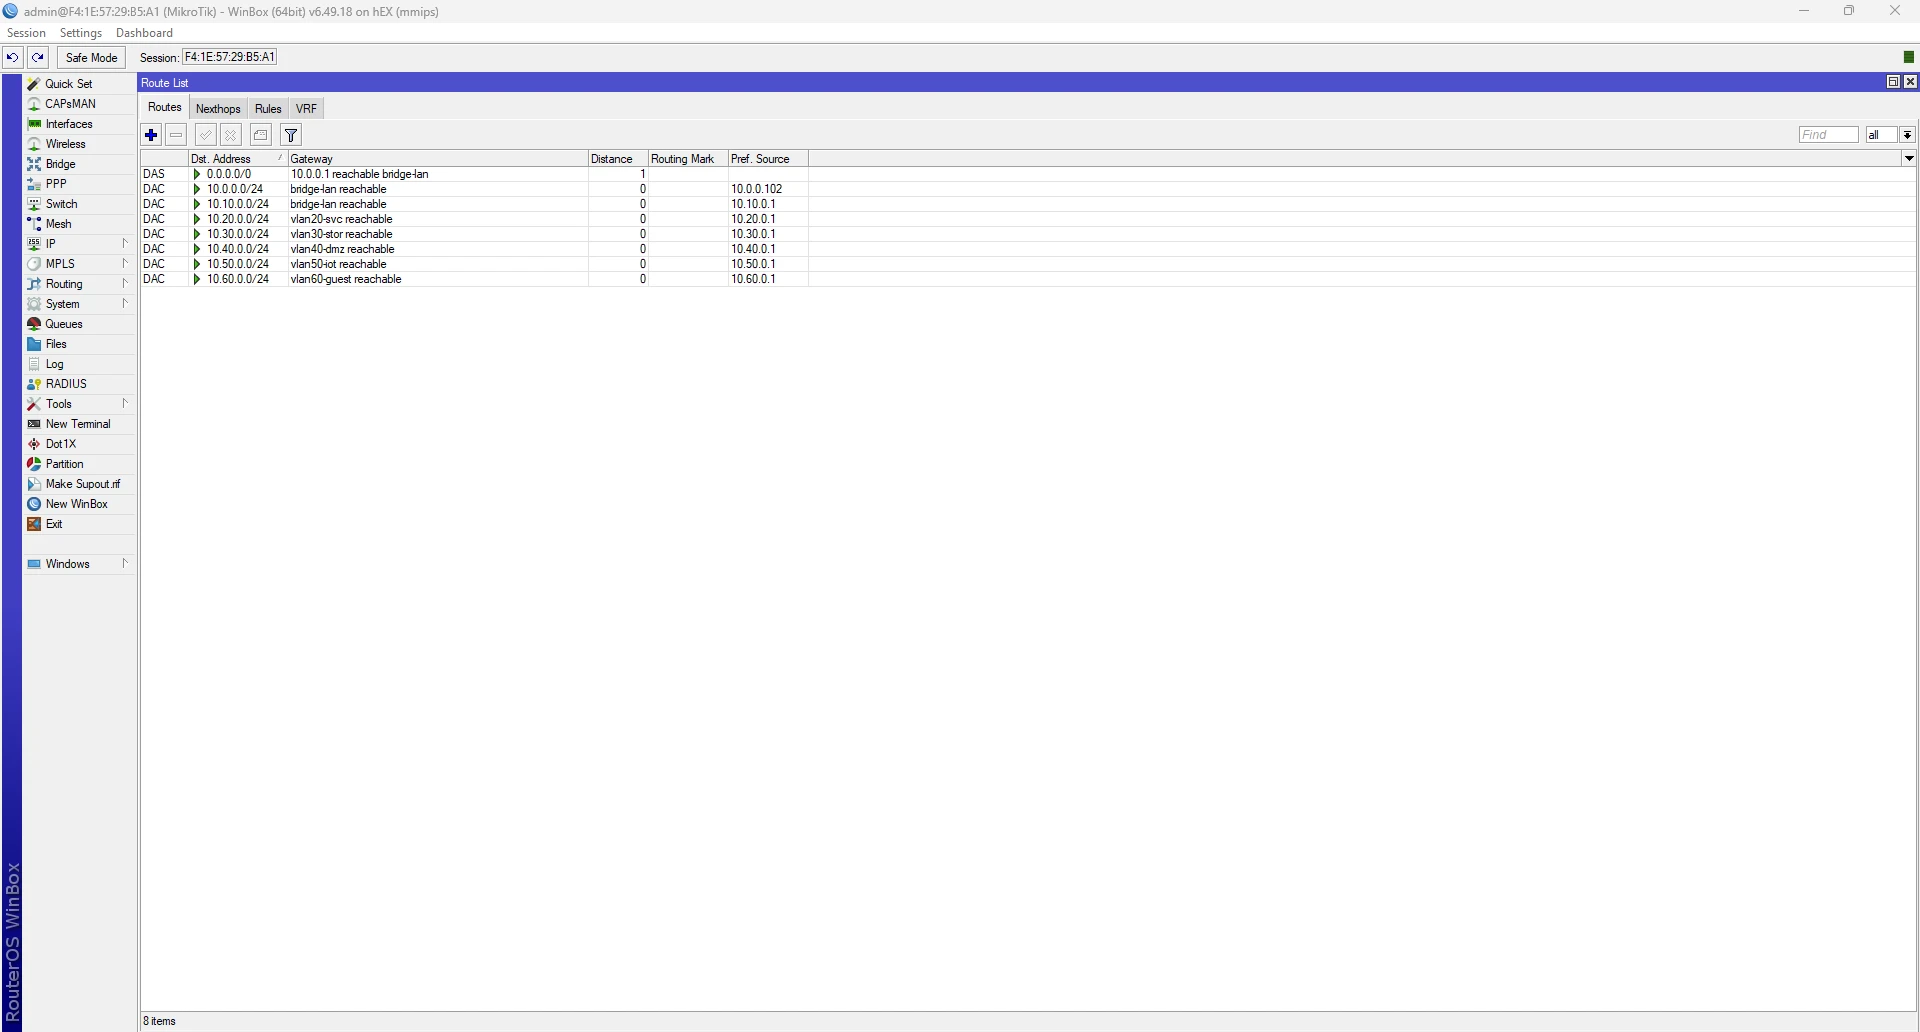 admin@F4:1E:57:29:B5:A1 (MikroTik) - WinBox (64bit) v6.49.18 on hEX (mmips)
Session Settings Dashboard
Safe Mode Session: F4:1E:57:29:B5:A1
Quick Set
CAPsMAN
Interfaces
Wireless
Bridge
PPP
Switch
Mesh
IP
MPLS
Routing
System
Queues
Files
Log
RADIUS
Tools
New Terminal
Dot1X
Partition
Make Supout.rif
New WinBox
Exit
Windows
RouterOS WinBox
Route List
Routes Nexthops Rules VRF
Find all
Dst. Address Gateway Distance Routing Mark Pref. Source
DAS 0.0.0.0/0 10.0.0.1 reachable bridge-lan 1
DAC 10.0.0.0/24 bridge-lan reachable 0 10.0.0.102
DAC 10.10.0.0/24 bridge-lan reachable 0 10.10.0.1
DAC 10.20.0.0/24 vlan20-svc reachable 0 10.20.0.1
DAC 10.30.0.0/24 vlan30-stor reachable 0 10.30.0.1
DAC 10.40.0.0/24 vlan40-dmz reachable 0 10.40.0.1
DAC 10.50.0.0/24 vlan50-iot reachable 0 10.50.0.1
DAC 10.60.0.0/24 vlan60-guest reachable 0 10.60.0.1
8 items